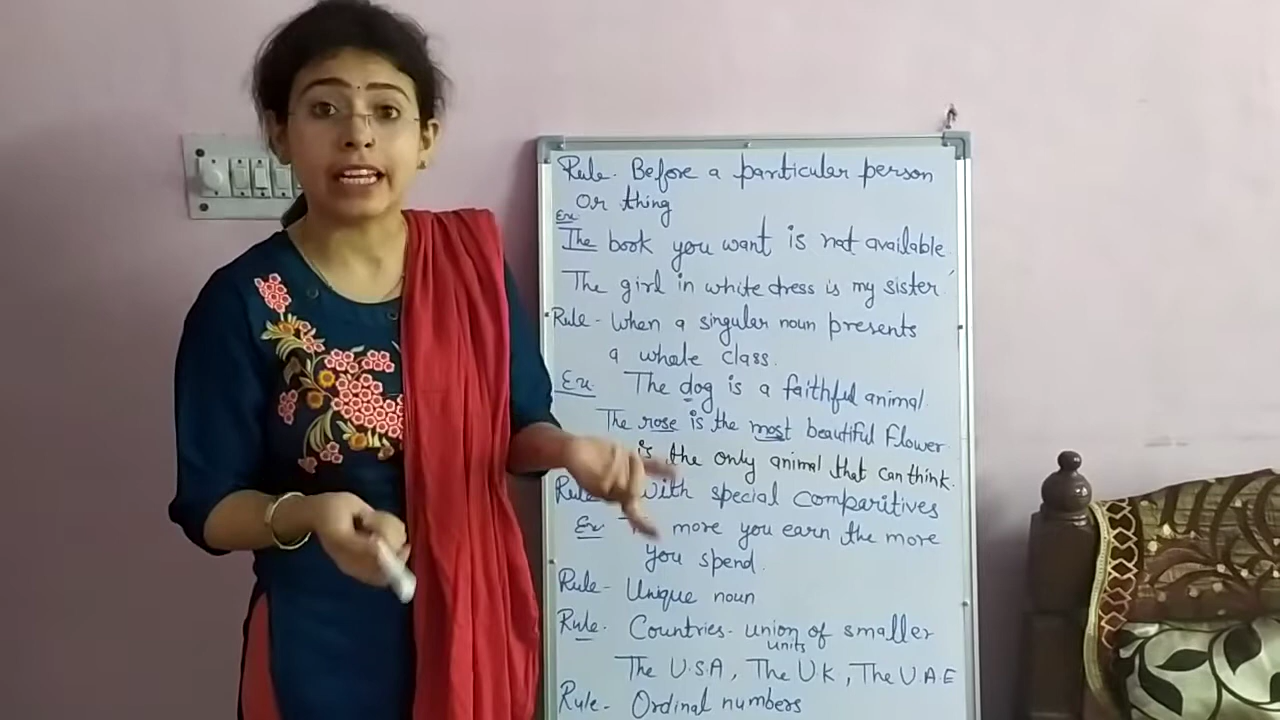 Rule. Before a particular person
Or thing
Ex.
The book you want is not available
The girl in white dress is my sister.
Rule - When a singular noun presents
a whole class.
Ex. The dog is a faithful animal.
The rose is the most beautiful flower
is the only animal that can think.
Rule With special comparitives
Ex more you earn the more
you spend.
Rule - Unique noun
Rule. Countries - union of smaller
units
The U.S.A, The U.K, The U.A.E
Rule - Ordinal numbers